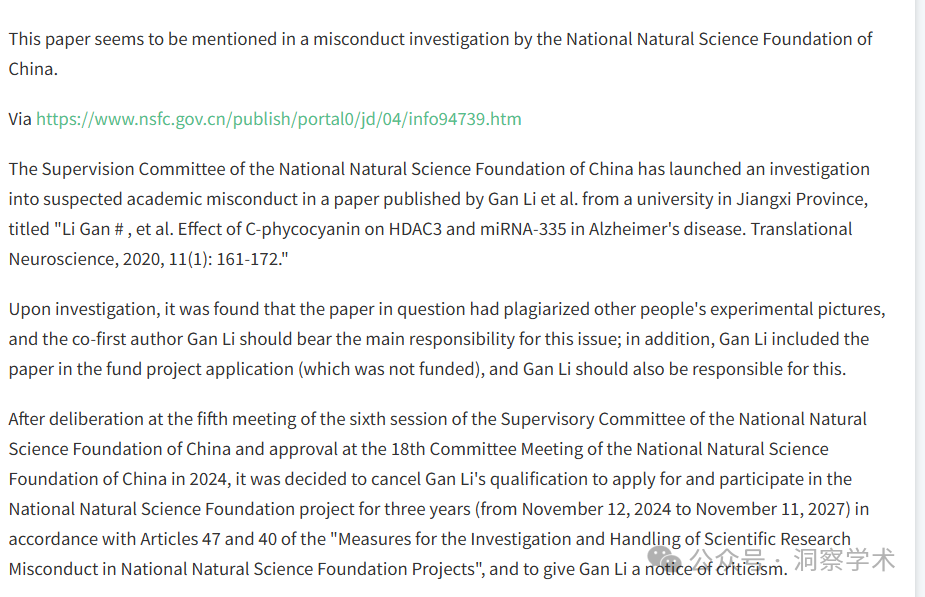 This paper seems to be mentioned in a misconduct investigation by the National Natural Science Foundation of
China.
Via https://www.nsfc.gov.cn/publish/portal0/jd/04/info94739.htm
The Supervision Committee of the National Natural Science Foundation of China has launched an investigation
into suspected academic misconduct in a paper published by Gan Li et al. from a university in Jiangxi Province,
titled "Li Gan # , et al. Effect of C-phycocyanin on HDAC3 and miRNA-335 in Alzheimer's disease. Translational
Neuroscience, 2020, 11(1): 161-172."
Upon investigation, it was found that the paper in question had plagiarized other people's experimental pictures,
and the co-first author Gan Li should bear the main responsibility for this issue; in addition, Gan Li included the
paper in the fund project application (which was not funded), and Gan Li should also be responsible for this.
After deliberation at the fifth meeting of the sixth session of the Supervisory Committee of the National Natural
Science Foundation of China and approval at the 18th Committee Meeting of the National Natural Science
Foundation of China in 2024, it was decided to cancel Gan Li's qualification to apply for and participate in the
National Natural Science Foundation project for three years (from November 12, 2024 to November 11, 2027) in
accordance with Articles 47 and 40 of the "Measures for the Investigation and Handling of Scientific Research
Misconduct in National Natural Science Foundation Projects", and to give Gan Li a notice of criticism.
公众号 · 洞察学术